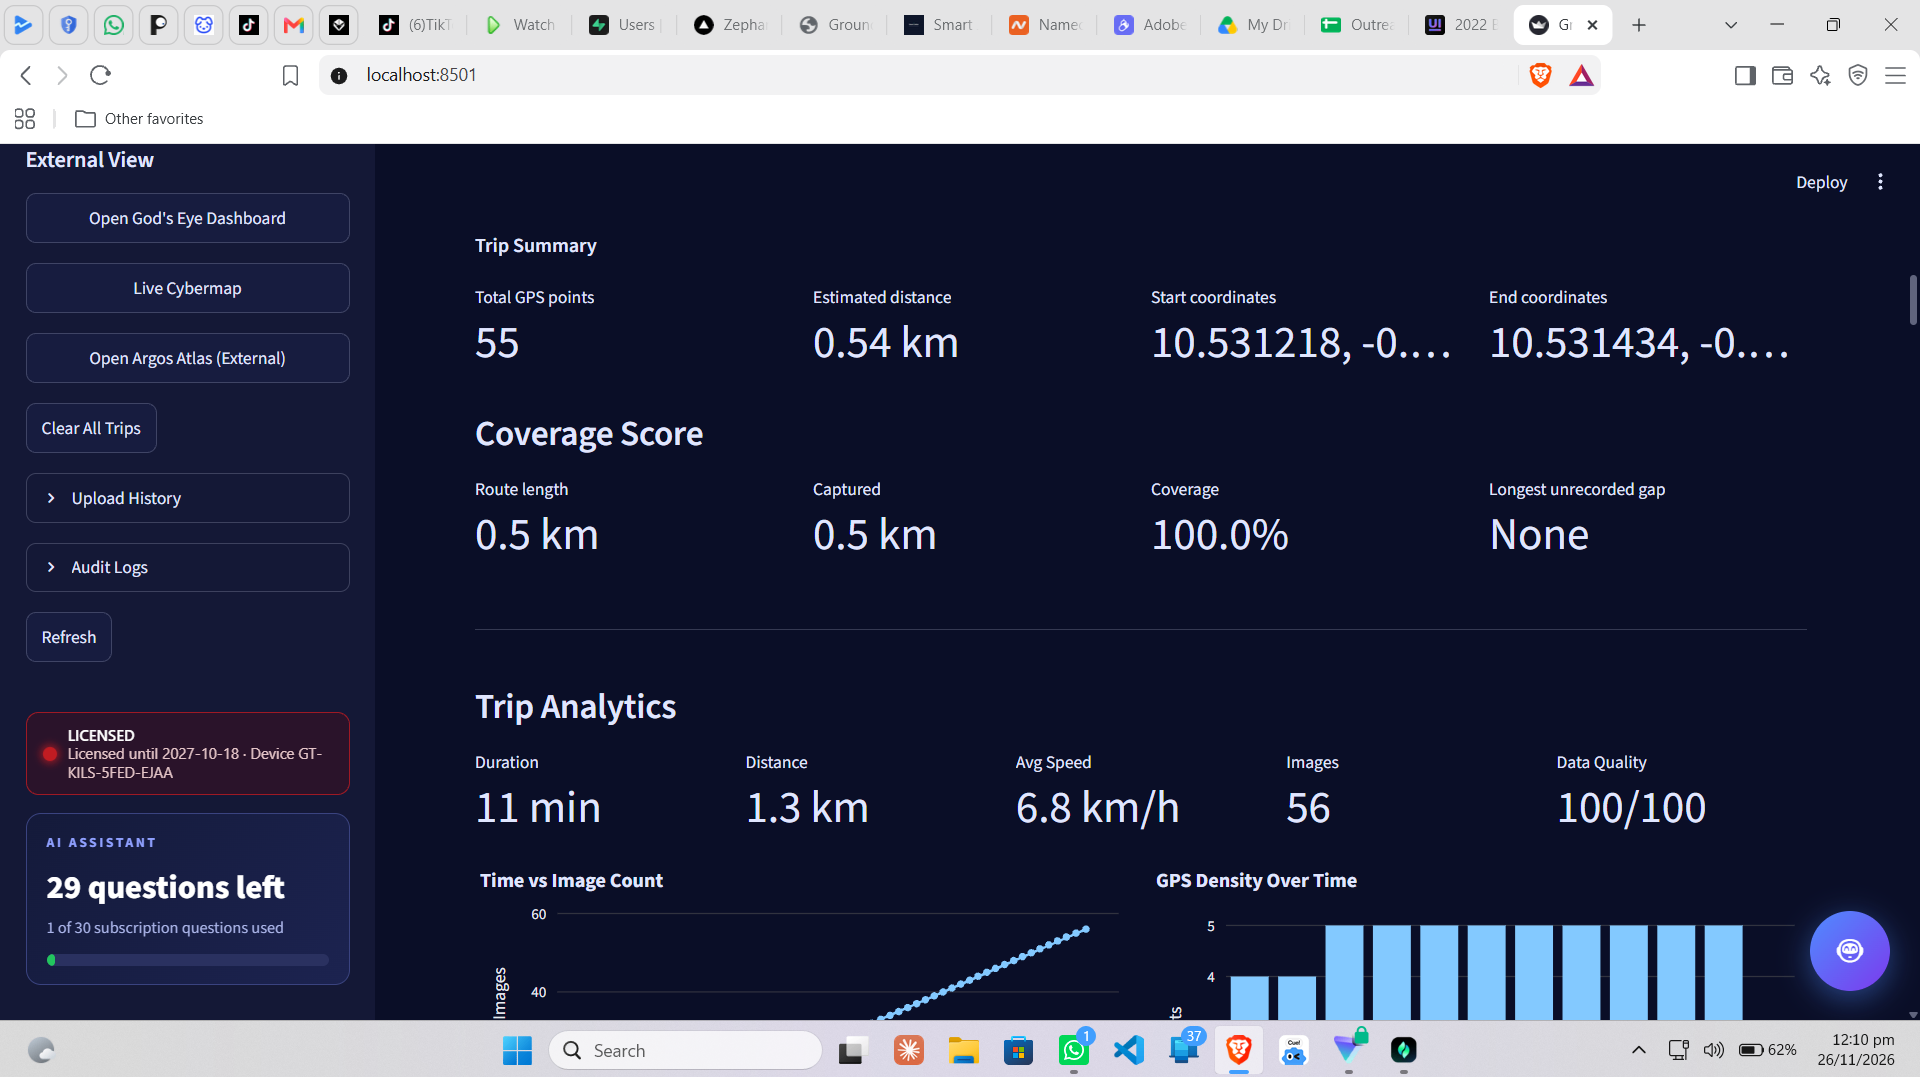 (6)TikT
Watch
Users
Zepha
Groun
Smart
Name
Adobe
My Dr
Outrea
2022 E
Gr
localhost:8501
Other favorites
External View
Open God's Eye Dashboard
Live Cybermap
Open Argos Atlas (External)
Clear All Trips
Upload History
Audit Logs
Refresh
LICENSED
Licensed until 2027-10-18 · Device GT-
KILS-5FED-EJAA
AI ASSISTANT
29 questions left
1 of 30 subscription questions used
Deploy
Trip Summary
Total GPS points
55
Estimated distance
0.54 km
Start coordinates
10.531218, -0.…
End coordinates
10.531434, -0.…
Coverage Score
Route length
0.5 km
Captured
0.5 km
Coverage
100.0%
Longest unrecorded gap
None
Trip Analytics
Duration
11 min
Distance
1.3 km
Avg Speed
6.8 km/h
Images
56
Data Quality
100/100
Time vs Image Count
60
40
Images
GPS Density Over Time
5
4
ts
Search
Cue!
1
37
62%
12:10 pm
26/11/2026